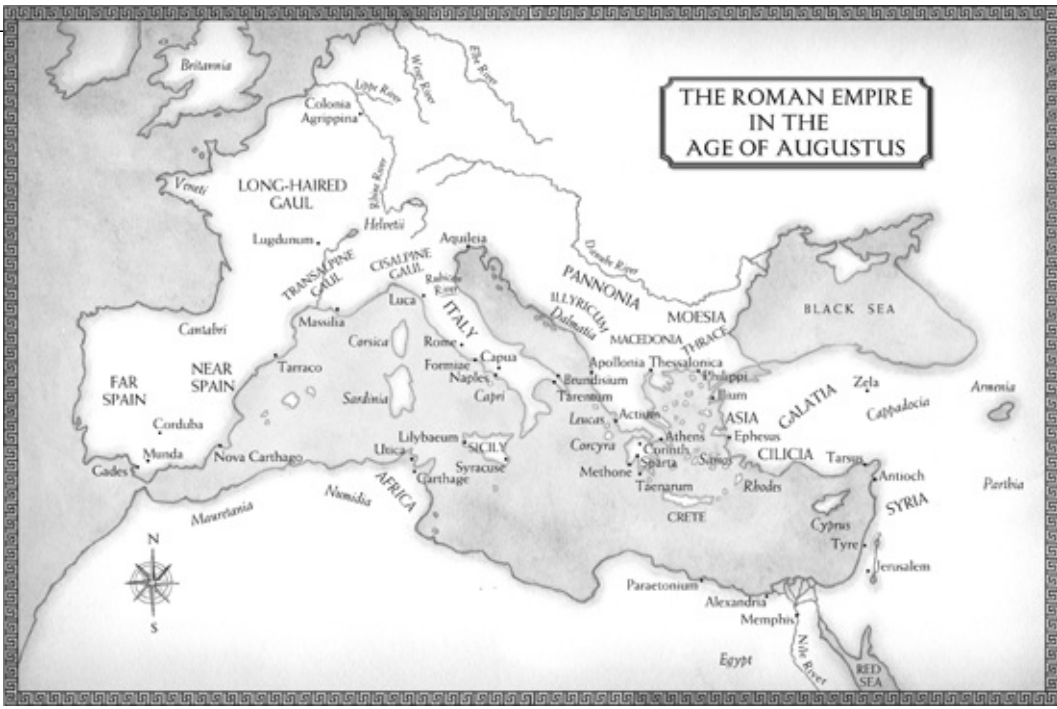 THE ROMAN EMPIRE
IN THE
AGE OF AUGUSTUS
Britannia
Elbe River
Weser River
Lippe River
Colonia
Agrippina
Rhine River
Veneti
LONG-HAIRED
GAUL
Helvetii
Lugdunum
TRANSALPINE
GAUL
CISALPINE
GAUL
Aquileia
Rubicon
River
Danube River
PANNONIA
ILLYRICUM
Dalmatia
MOESIA
BLACK SEA
Luca
ITALY
Massilia
Cantabri
Corsica
Rome
MACEDONIA
THRACE
Tarraco
NEAR
SPAIN
FAR
SPAIN
Formiae
Capua
Naples
Capri
Apollonia
Thessalonica
Philippi
Brundisium
Tarentum
Ilium
Sardinia
Zela
GALATIA
Cappadocia
Armenia
Leucas
Actium
ASIA
Corduba
Munda
Gades
Nova Carthago
Lilybaeum
SICILY
Syracuse
Utica
Carthage
Corcyra
Athens
Corinth
Sparta
Methone
Taenarum
Samos
Ephesus
CILICIA
Tarsus
Antioch
Rhodes
SYRIA
Parthia
CRETE
Cyprus
Tyre
Jerusalem
AFRICA
Numidia
Mauretania
N
S
Paraetonium
Alexandria
Memphis
Egypt
Nile River
RED
SEA